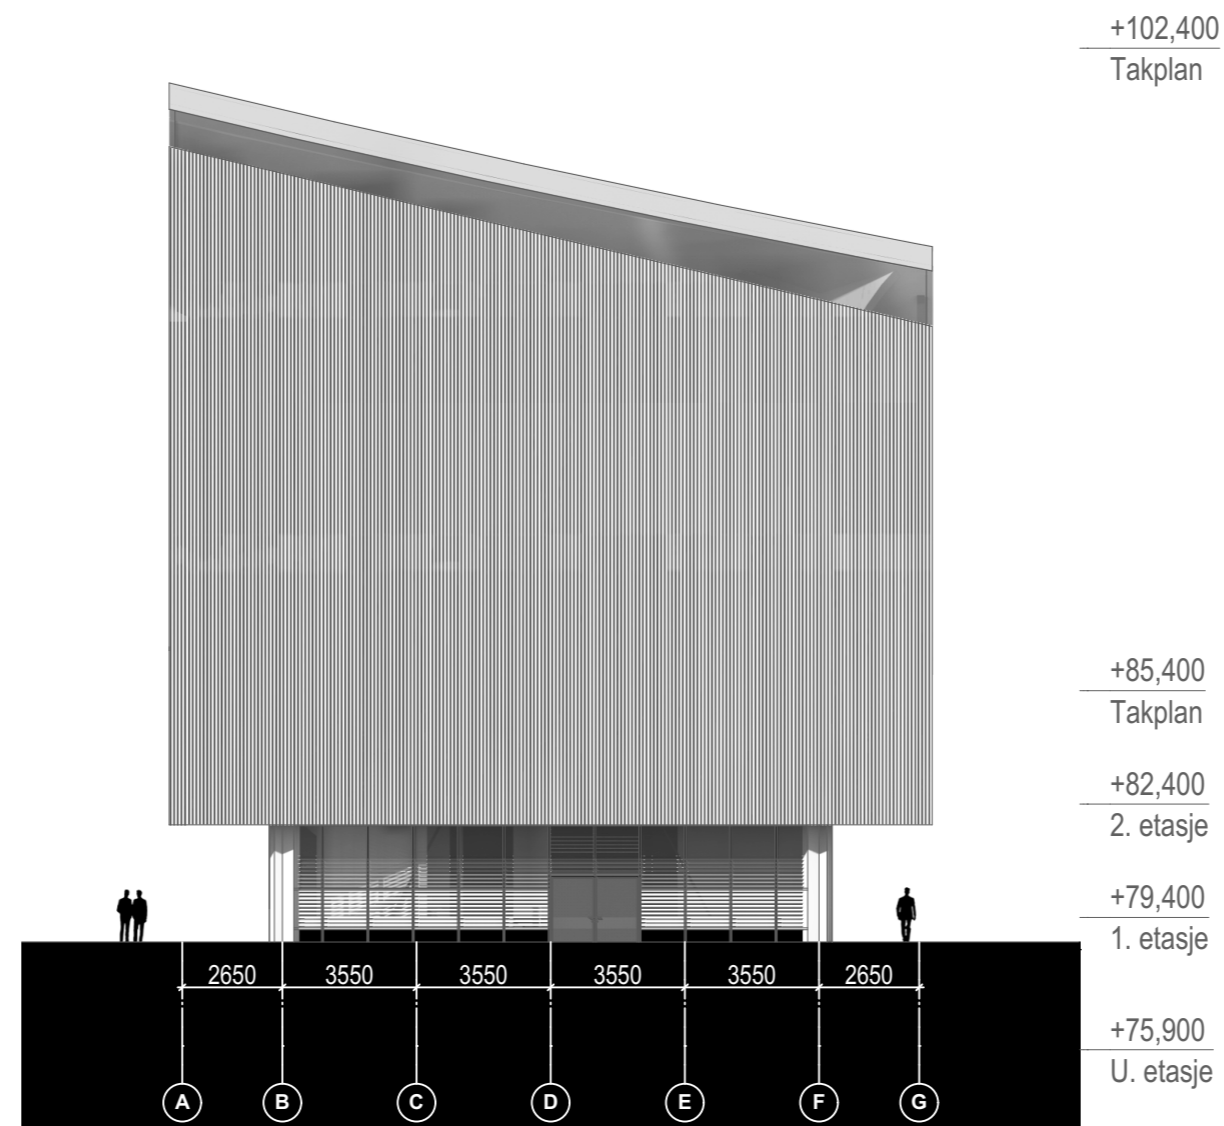 +102,400
Takplan
+85,400
Takplan
+82,400
2. etasje
+79,400
1. etasje
2650 3550 3550 3550 3550 2650
+75,900
U. etasje
A B C D E F G